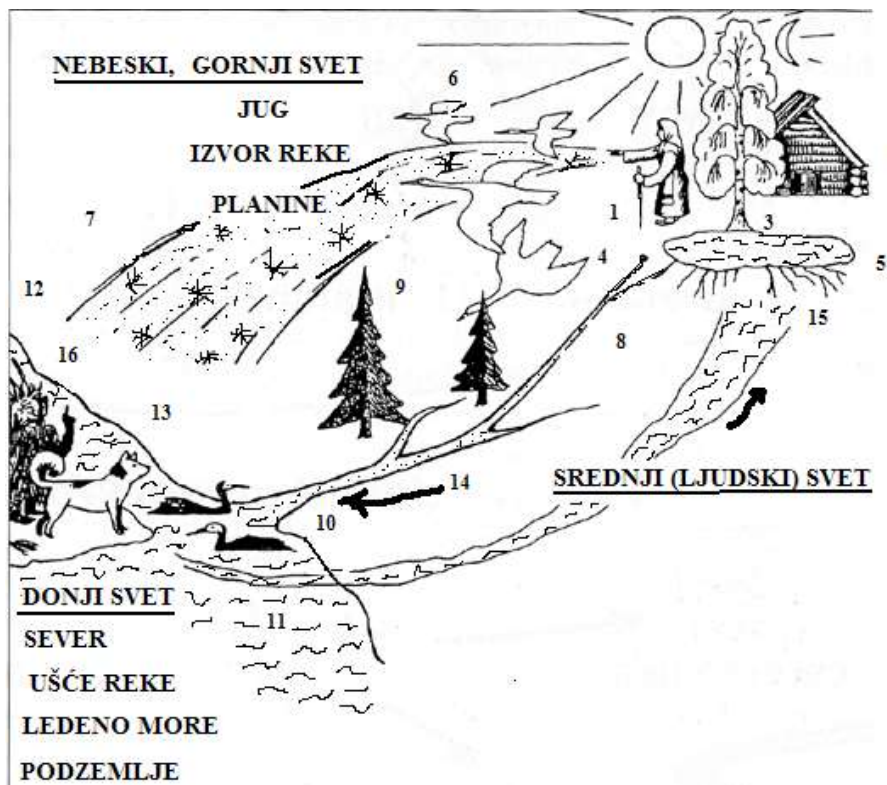 NEBESKI, GORNJI SVET
JUG
IZVOR REKE
PLANINE
6
7
1
3
4
5
9
12
15
8
16
13
SREDNJI (LJUDSKI) SVET
14
10
DONJI SVET
11
SEVER
UŠĆE REKE
LEDENO MORE
PODZEMLJE